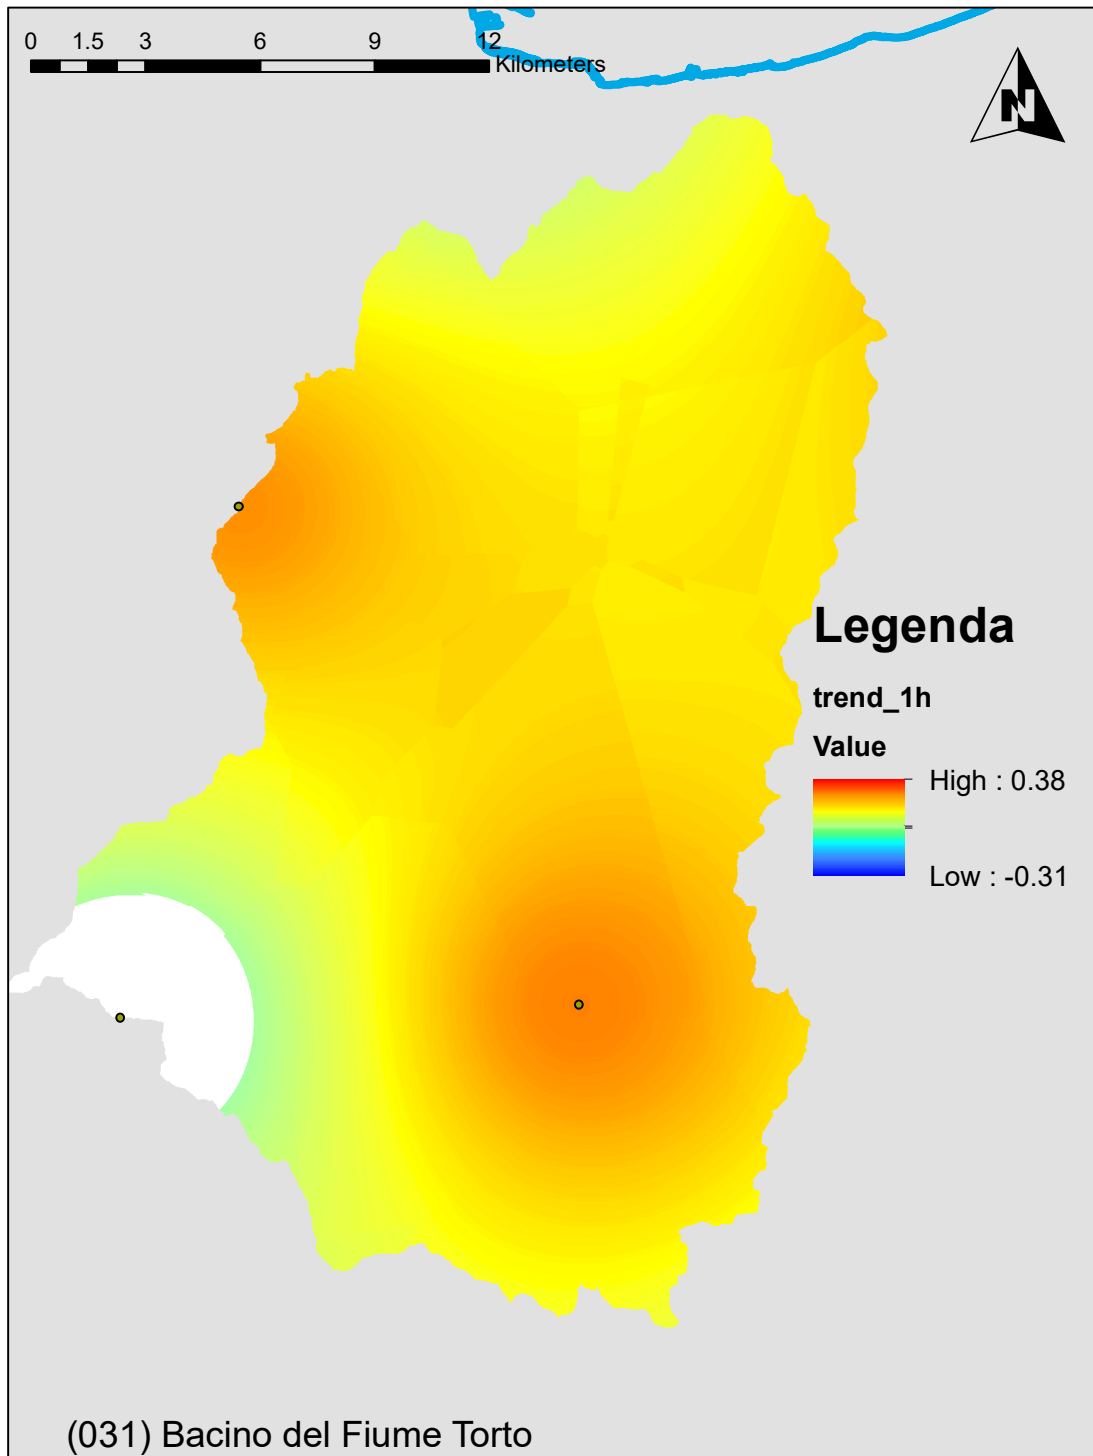 0 1.5 3 6 9 12
Kilometers
N
Legenda
trend_1h
Value
High : 0.38
Low : -0.31
(031) Bacino del Fiume Torto